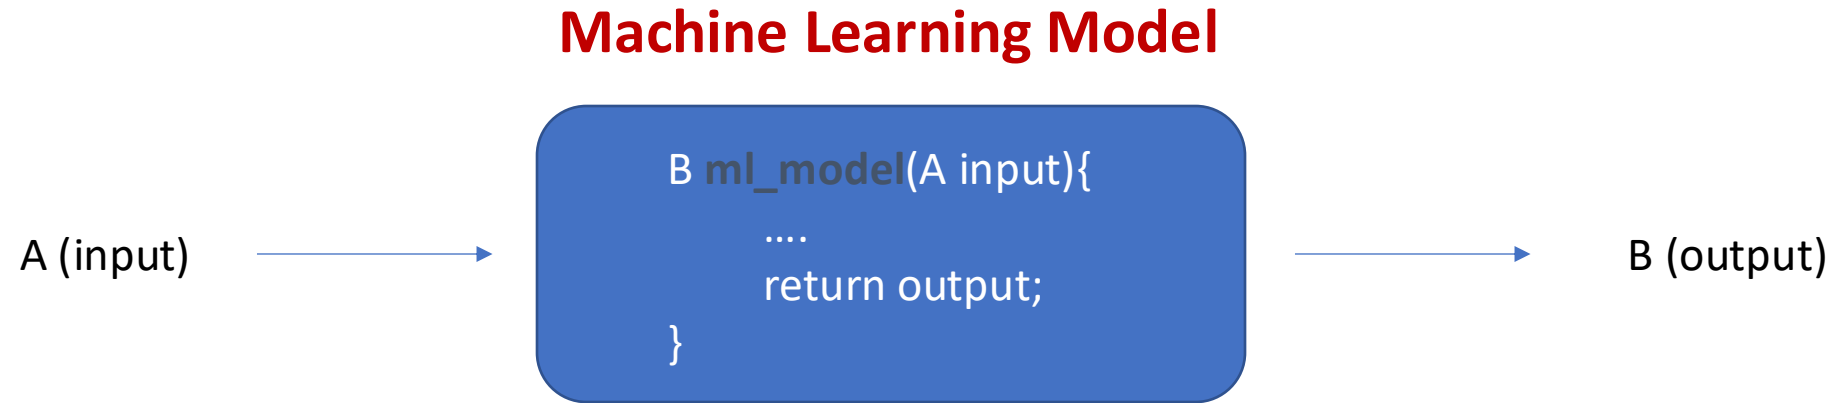 Machine Learning Model
B ml_model(A input){
....
A (input)
B (output)
return output;
}